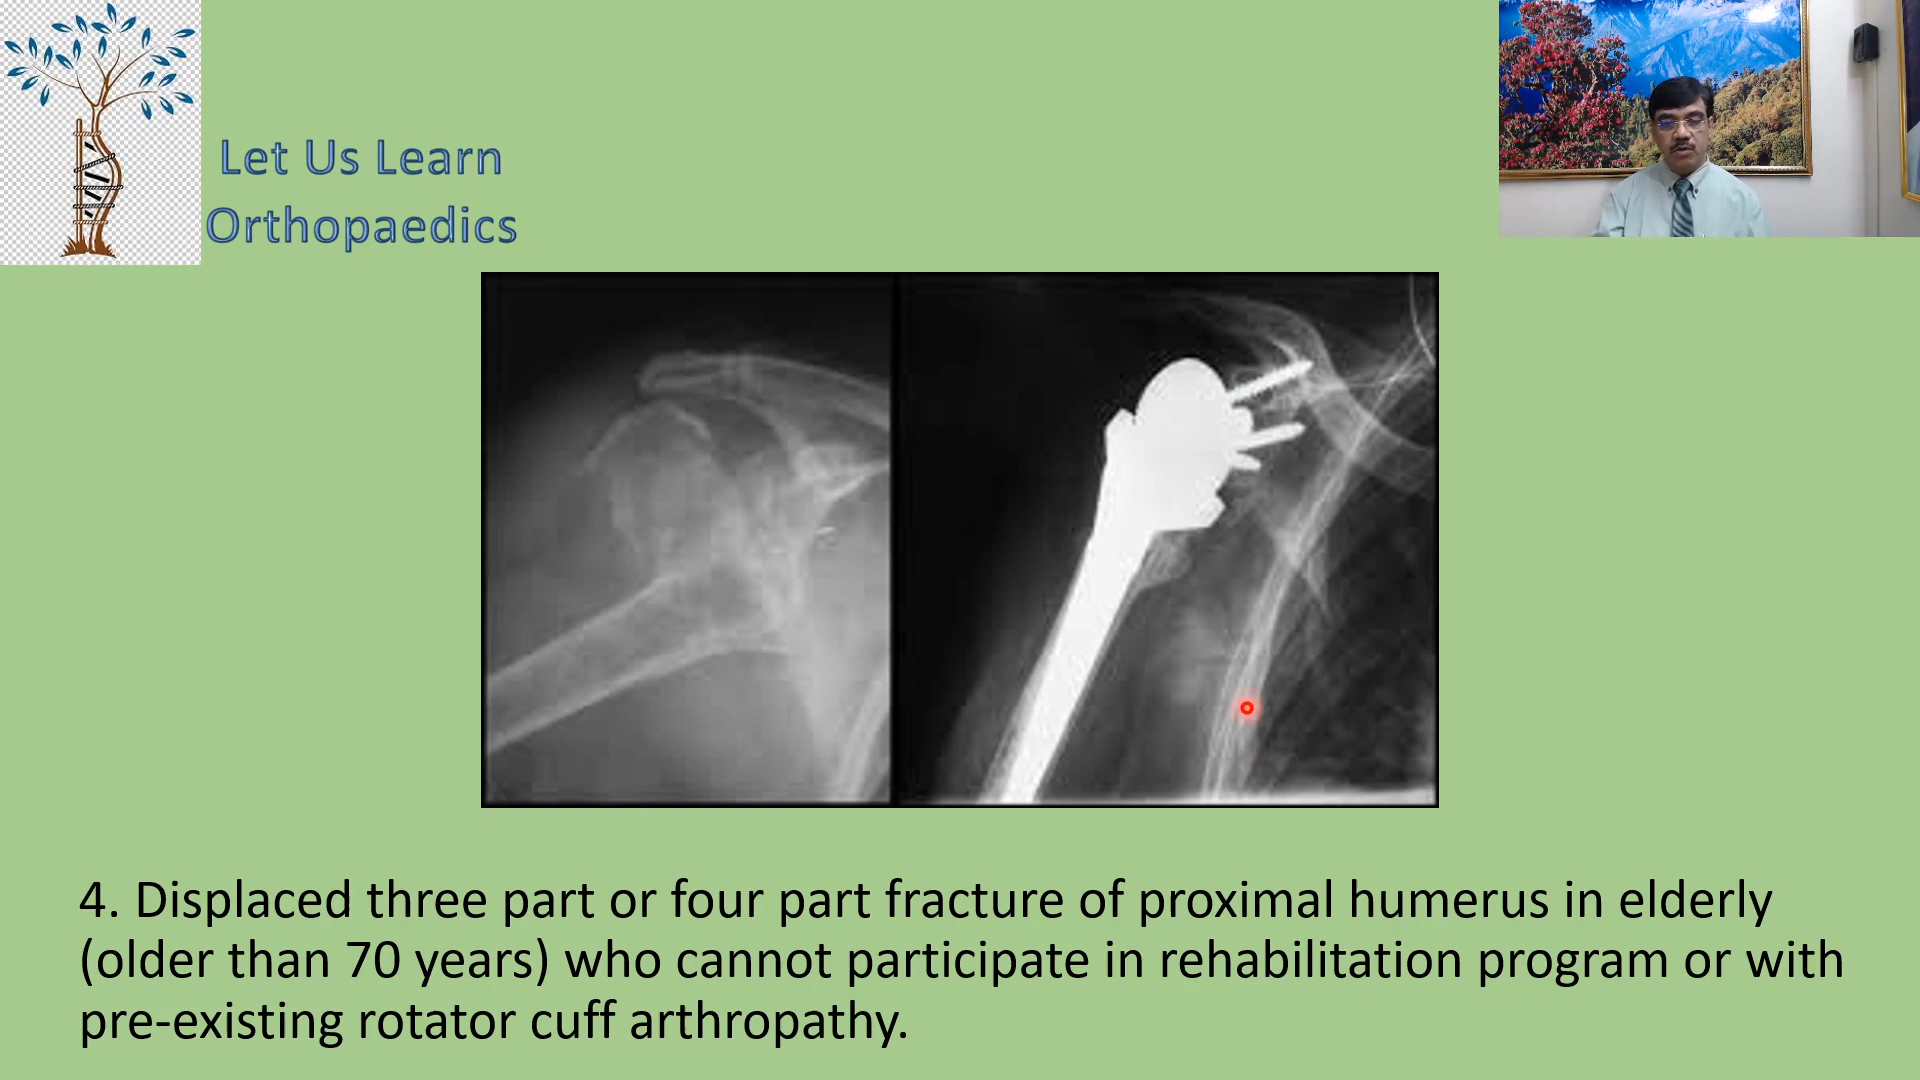 Let Us Learn
Orthopaedics
4. Displaced three part or four part fracture of proximal humerus in elderly
(older than 70 years) who cannot participate in rehabilitation program or with
pre-existing rotator cuff arthropathy.